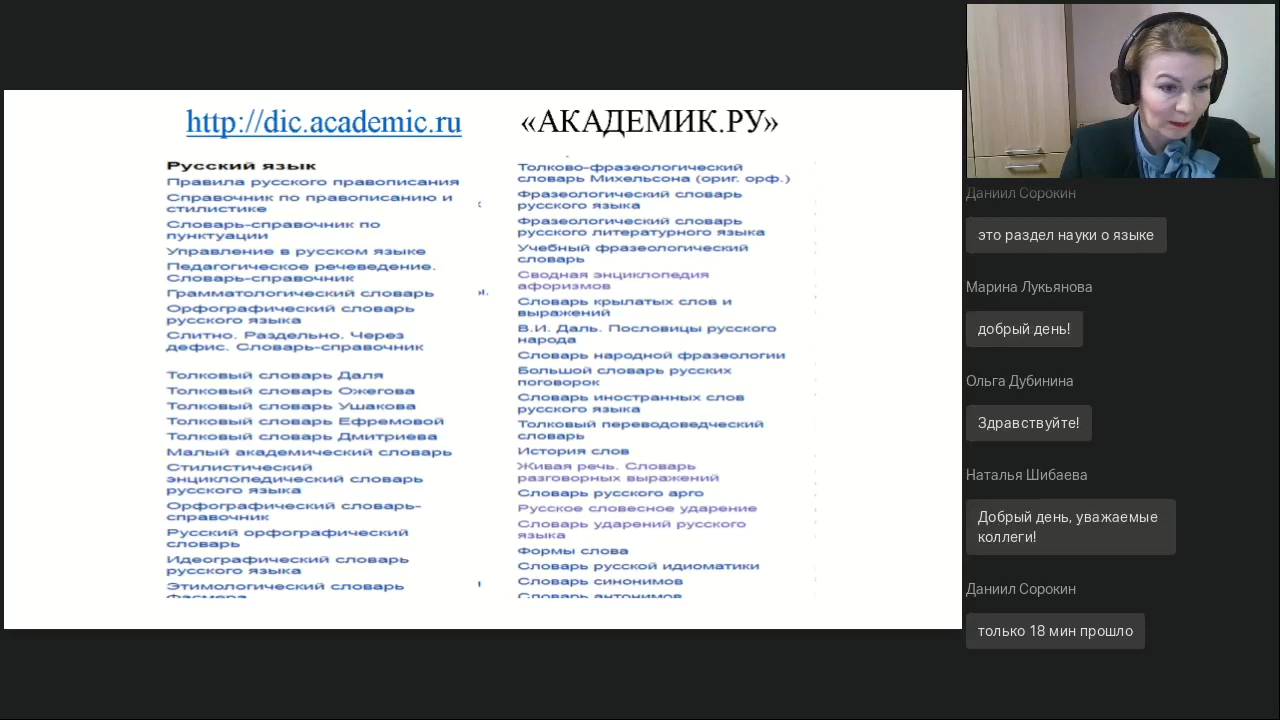 http://dic.academic.ru
«АКАДЕМИК.РУ»
Русский язык
Правила русского правописания
Справочник по правописанию и
стилистике
Словарь-справочник по
пунктуации
Управление в русском языке
Педагогическое речеведение.
Словарь-справочник
Грамматологический словарь
Орфографический словарь
русского языка
Слитно. Раздельно. Через
дефис. Словарь-справочник
Толковый словарь Даля
Толковый словарь Ожегова
Толковый словарь Ушакова
Толковый словарь Ефремовой
Толковый словарь Дмитриева
Малый академический словарь
Стилистический
энциклопедический словарь
русского языка
Орфографический словарь-
справочник
Русский орфографический
словарь
Идеографический словарь
русского языка
Этимологический словарь
Фасмера
Толково-фразеологический
словарь Михельсона (ориг. орф.)
Фразеологический словарь
русского языка
Фразеологический словарь
русского литературного языка
Учебный фразеологический
словарь
Сводная энциклопедия
афоризмов
Словарь крылатых слов и
выражений
В.И. Даль. Пословицы русского
народа
Словарь народной фразеологии
Большой словарь русских
поговорок
Словарь иностранных слов
русского языка
Толковый переводоведческий
словарь
История слов
Живая речь. Словарь
разговорных выражений
Словарь русского арго
Русское словесное ударение
Словарь ударений русского
языка
Формы слова
Словарь русской идиоматики
Словарь синонимов
Словарь антонимов
Даниил Сорокин
это раздел науки о языке
Марина Лукьянова
добрый день!
Ольга Дубинина
Здравствуйте!
Наталья Шибаева
Добрый день, уважаемые
коллеги!
Даниил Сорокин
только 18 мин прошло